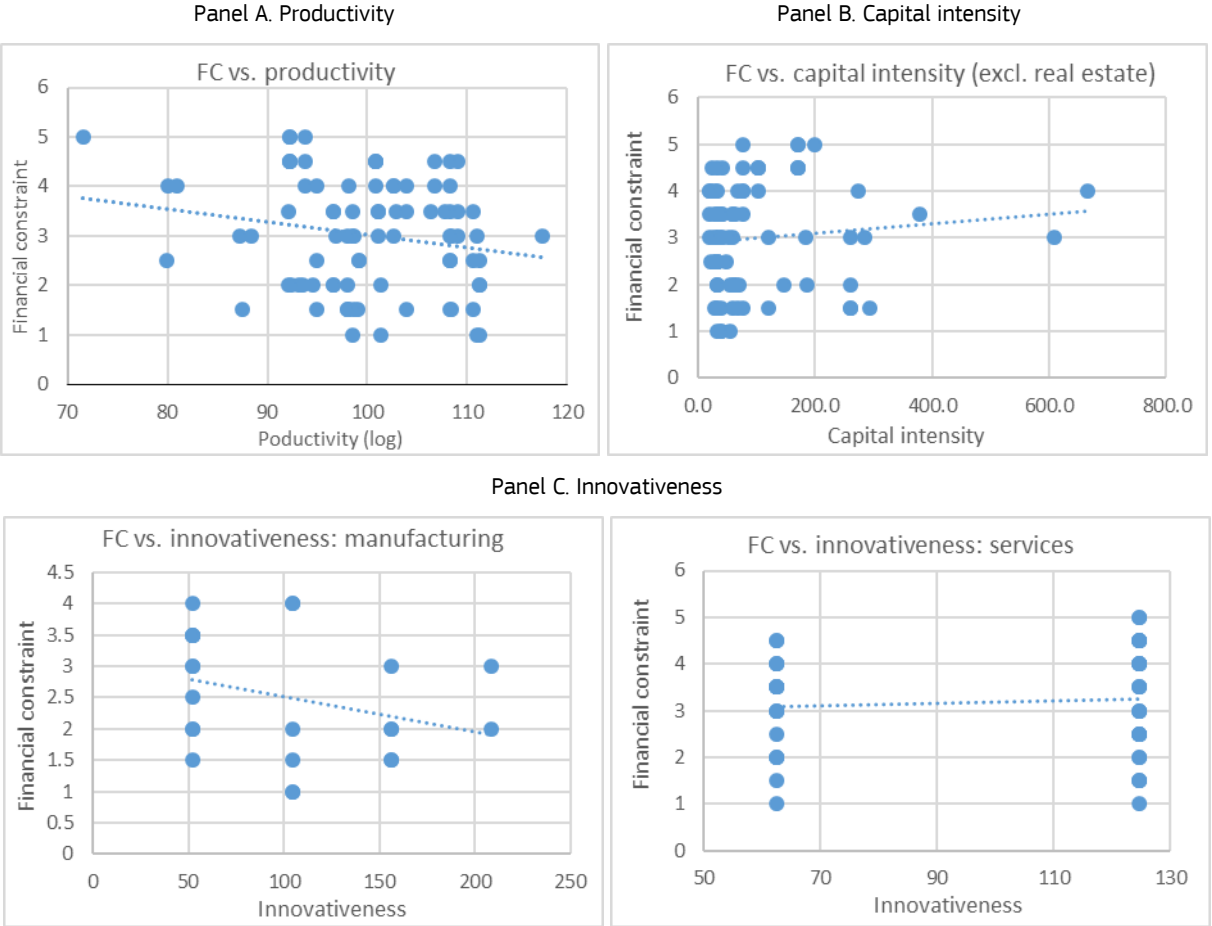 Panel A. Productivity
Panel B. Capital intensity
FC vs. productivity
6
5
4
3
2
1
0
Financial constraint
70 80 90 100 110 120
Poductivity (log)
FC vs. capital intensity (excl. real estate)
6
5
4
3
2
1
0
Financial constraint
0.0 200.0 400.0 600.0 800.0
Capital intensity
Panel C. Innovativeness
FC vs. innovativeness: manufacturing
4.5
4
3.5
3
2.5
2
1.5
1
0.5
0
Financial constraint
0 50 100 150 200 250
Innovativeness
FC vs. innovativeness: services
6
5
4
3
2
1
0
Financial constraint
50 70 90 110 130
Innovativeness